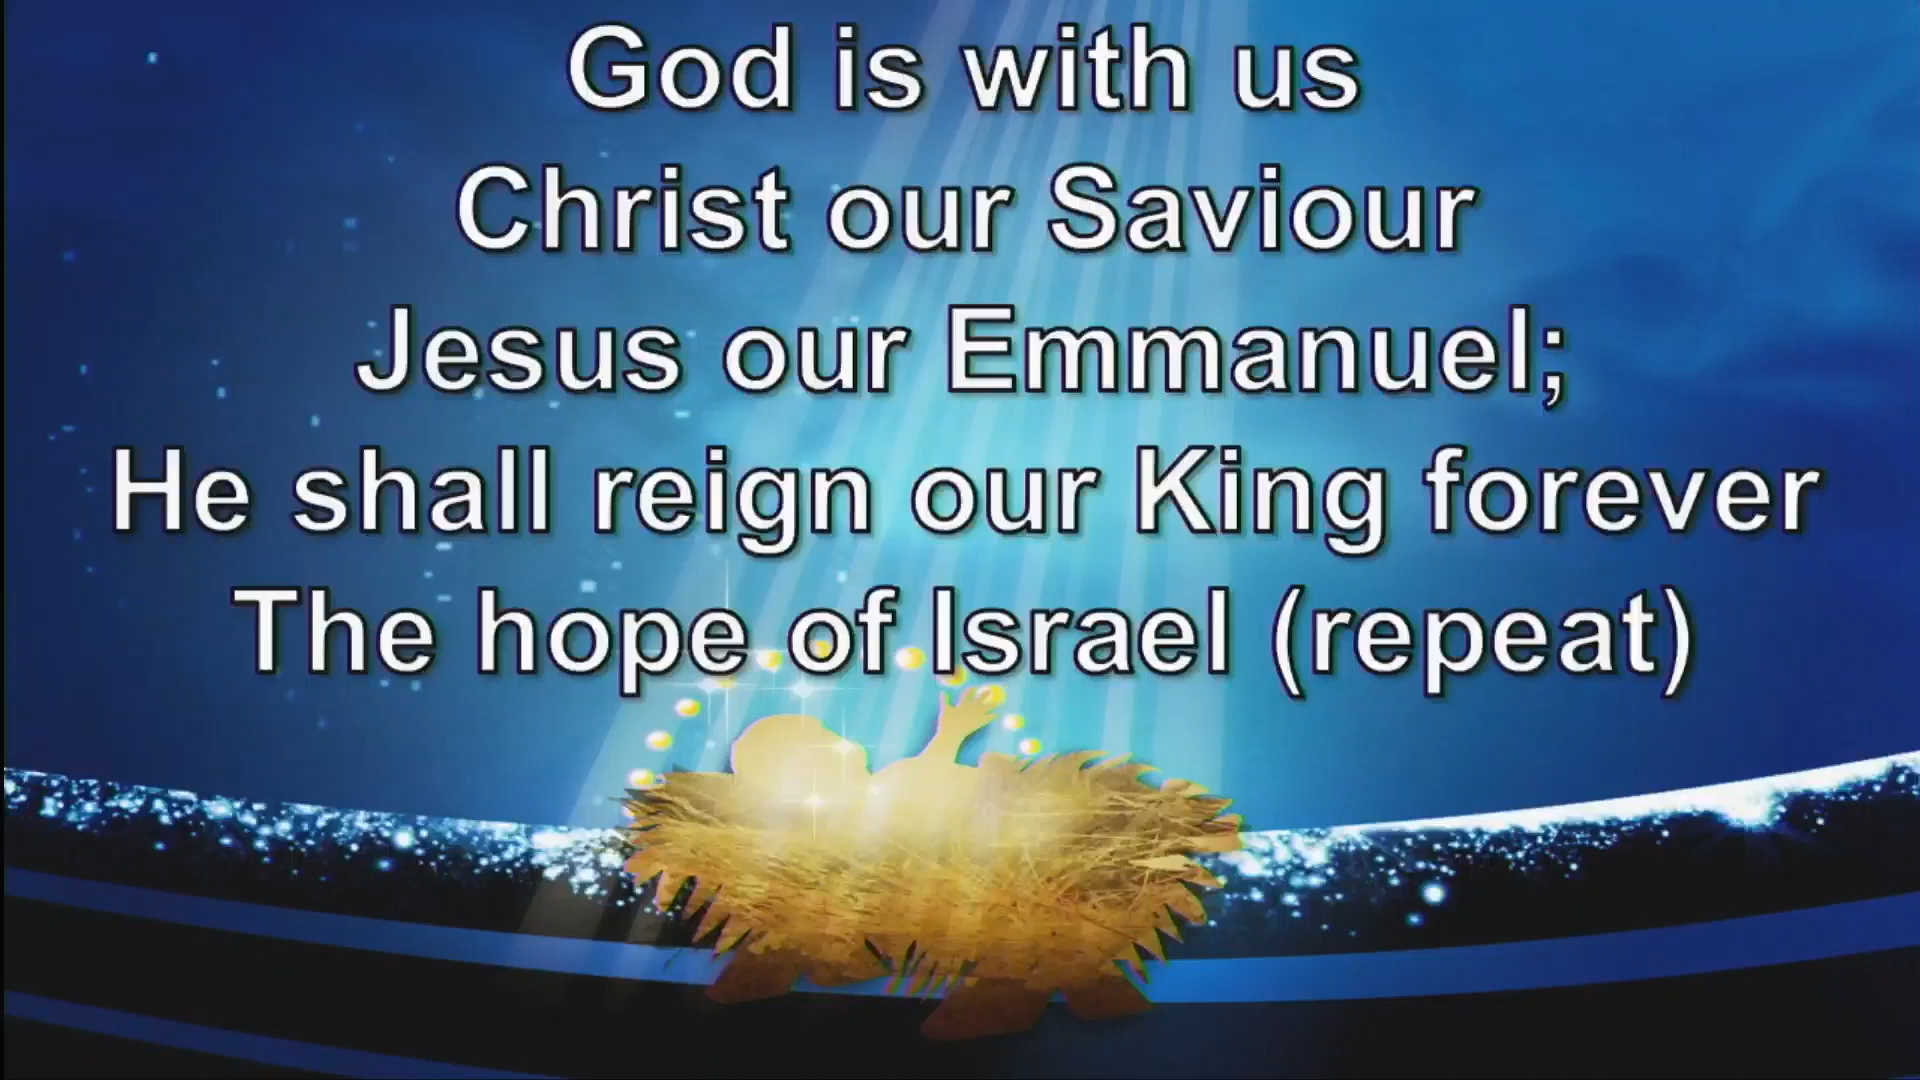 God is with us
Christ our Saviour
Jesus our Emmanuel;
He shall reign our King forever
The hope of Israel (repeat)